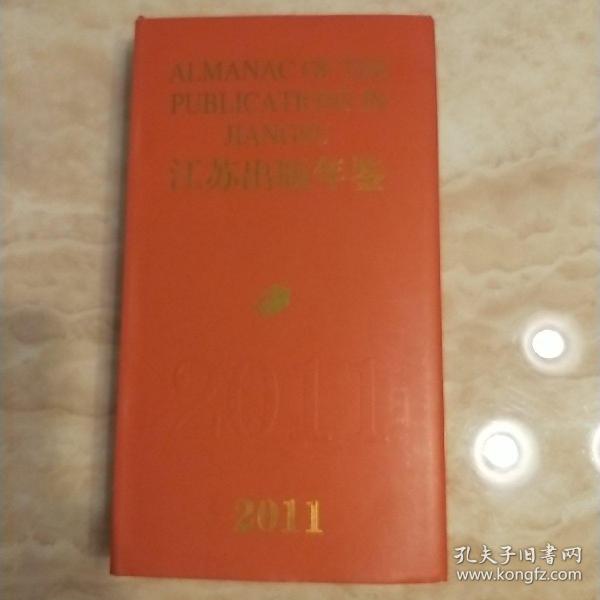 ALMANAC OF THE
PUBLICATIONS IN
JIANGSU
江苏出版年鉴
2011
2011
孔夫子旧书网
www.kongfz.com